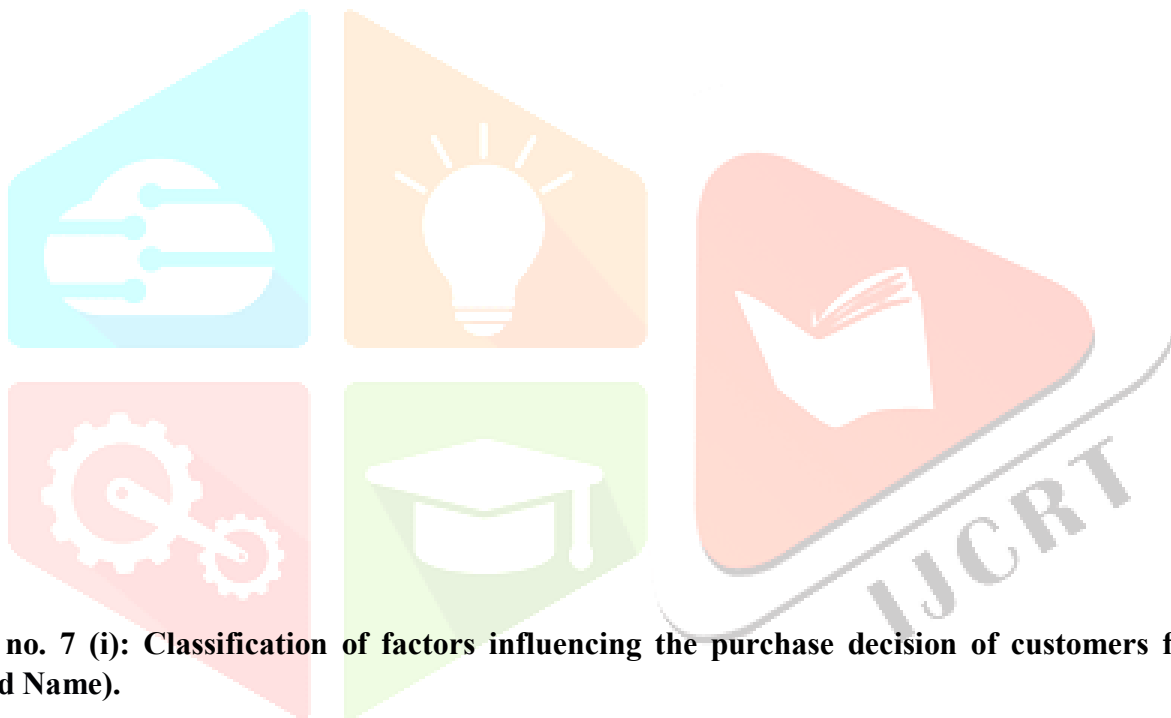 IJCRT
no. 7 (i): Classification of factors influencing the purchase decision of customers f
d Name).